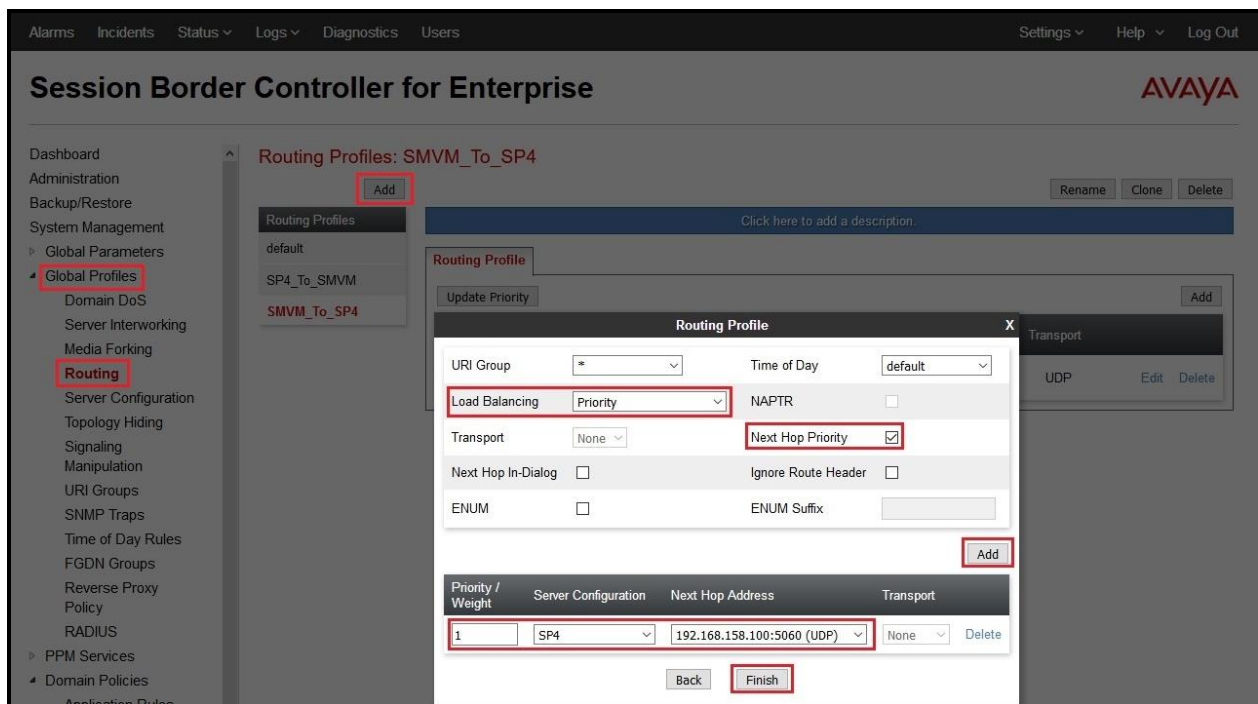 Alarms Incidents Status Logs Diagnostics Users Settings Help Log Out
Session Border Controller for Enterprise
AVAYA
Dashboard
Administration
Backup/Restore
System Management
Global Parameters
Global Profiles
Domain DoS
Server Interworking
Media Forking
Routing
Server Configuration
Topology Hiding
Signaling
Manipulation
URI Groups
SNMP Traps
Time of Day Rules
FGDN Groups
Reverse Proxy
Policy
RADIUS
PPM Services
Domain Policies
Application Rules
Routing Profiles: SMVM_To_SP4
Add
Rename Clone Delete
Routing Profiles
default
SP4_To_SMVM
SMVM_To_SP4
Click here to add a description.
Routing Profile
Update Priority Add
Transport
UDP Edit Delete
Routing Profile X
URI Group * Time of Day default
Load Balancing Priority NAPTR
Transport None Next Hop Priority
Next Hop In-Dialog Ignore Route Header
ENUM ENUM Suffix
Add
Priority /
Weight Server Configuration Next Hop Address Transport
1 SP4 192.168.158.100:5060 (UDP) None Delete
Back Finish